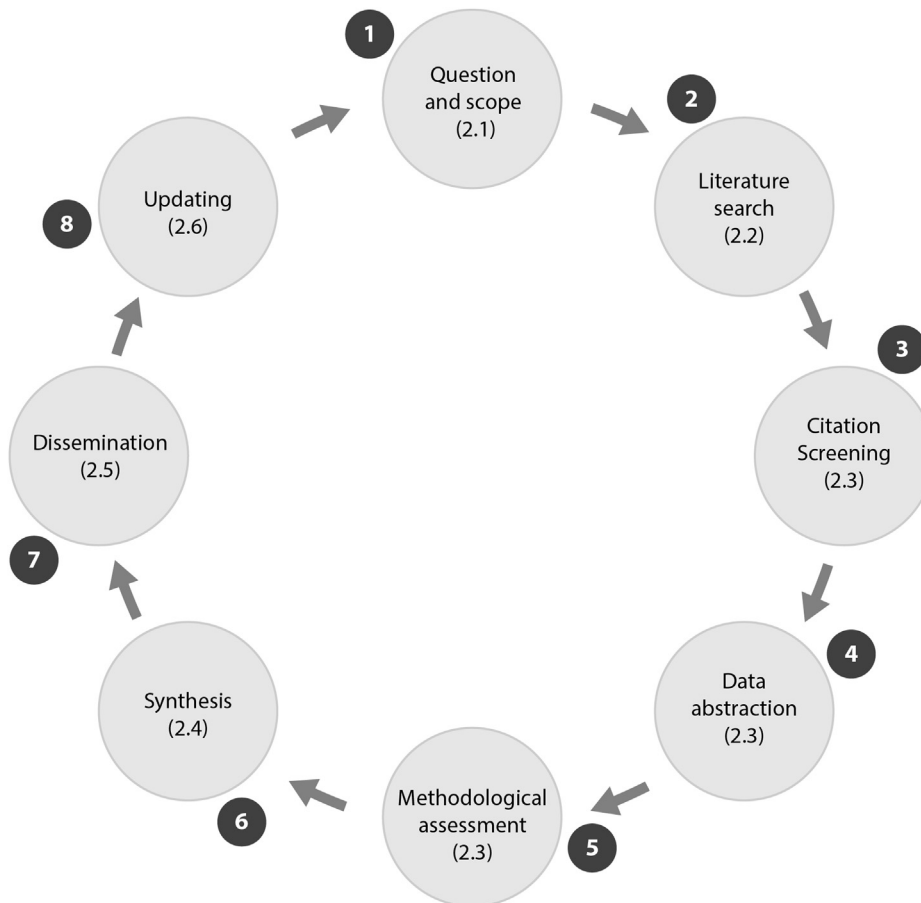 1
Question
and scope
(2.1)
2
Literature
search
(2.2)
3
Citation
Screening
(2.3)
4
Data
abstraction
(2.3)
5
Methodological
assessment
(2.3)
6
Synthesis
(2.4)
7
Dissemination
(2.5)
8
Updating
(2.6)